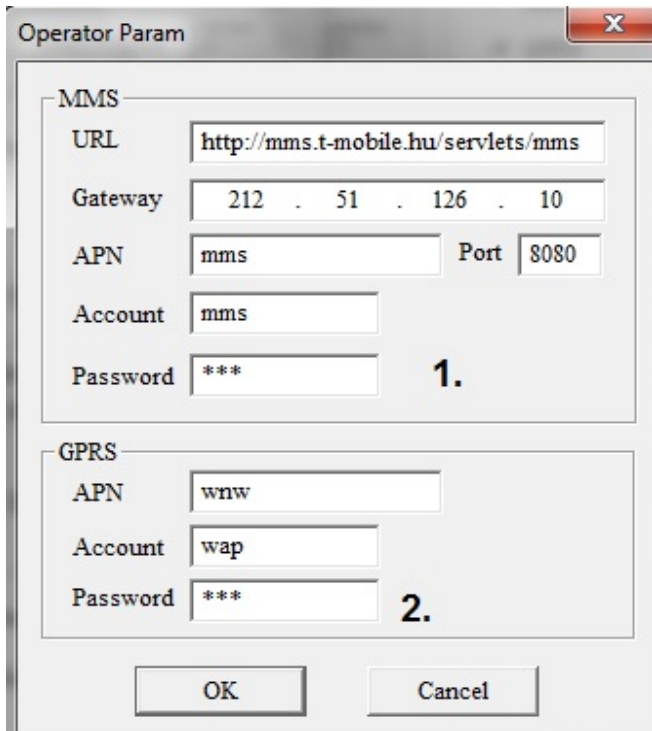 Operator Param
MMS
URL http://mms.t-mobile.hu/servlets/mms
Gateway 212 . 51 . 126 . 10
APN mms Port 8080
Account mms
Password *** 1.
GPRS
APN wnw
Account wap
Password *** 2.
OK Cancel